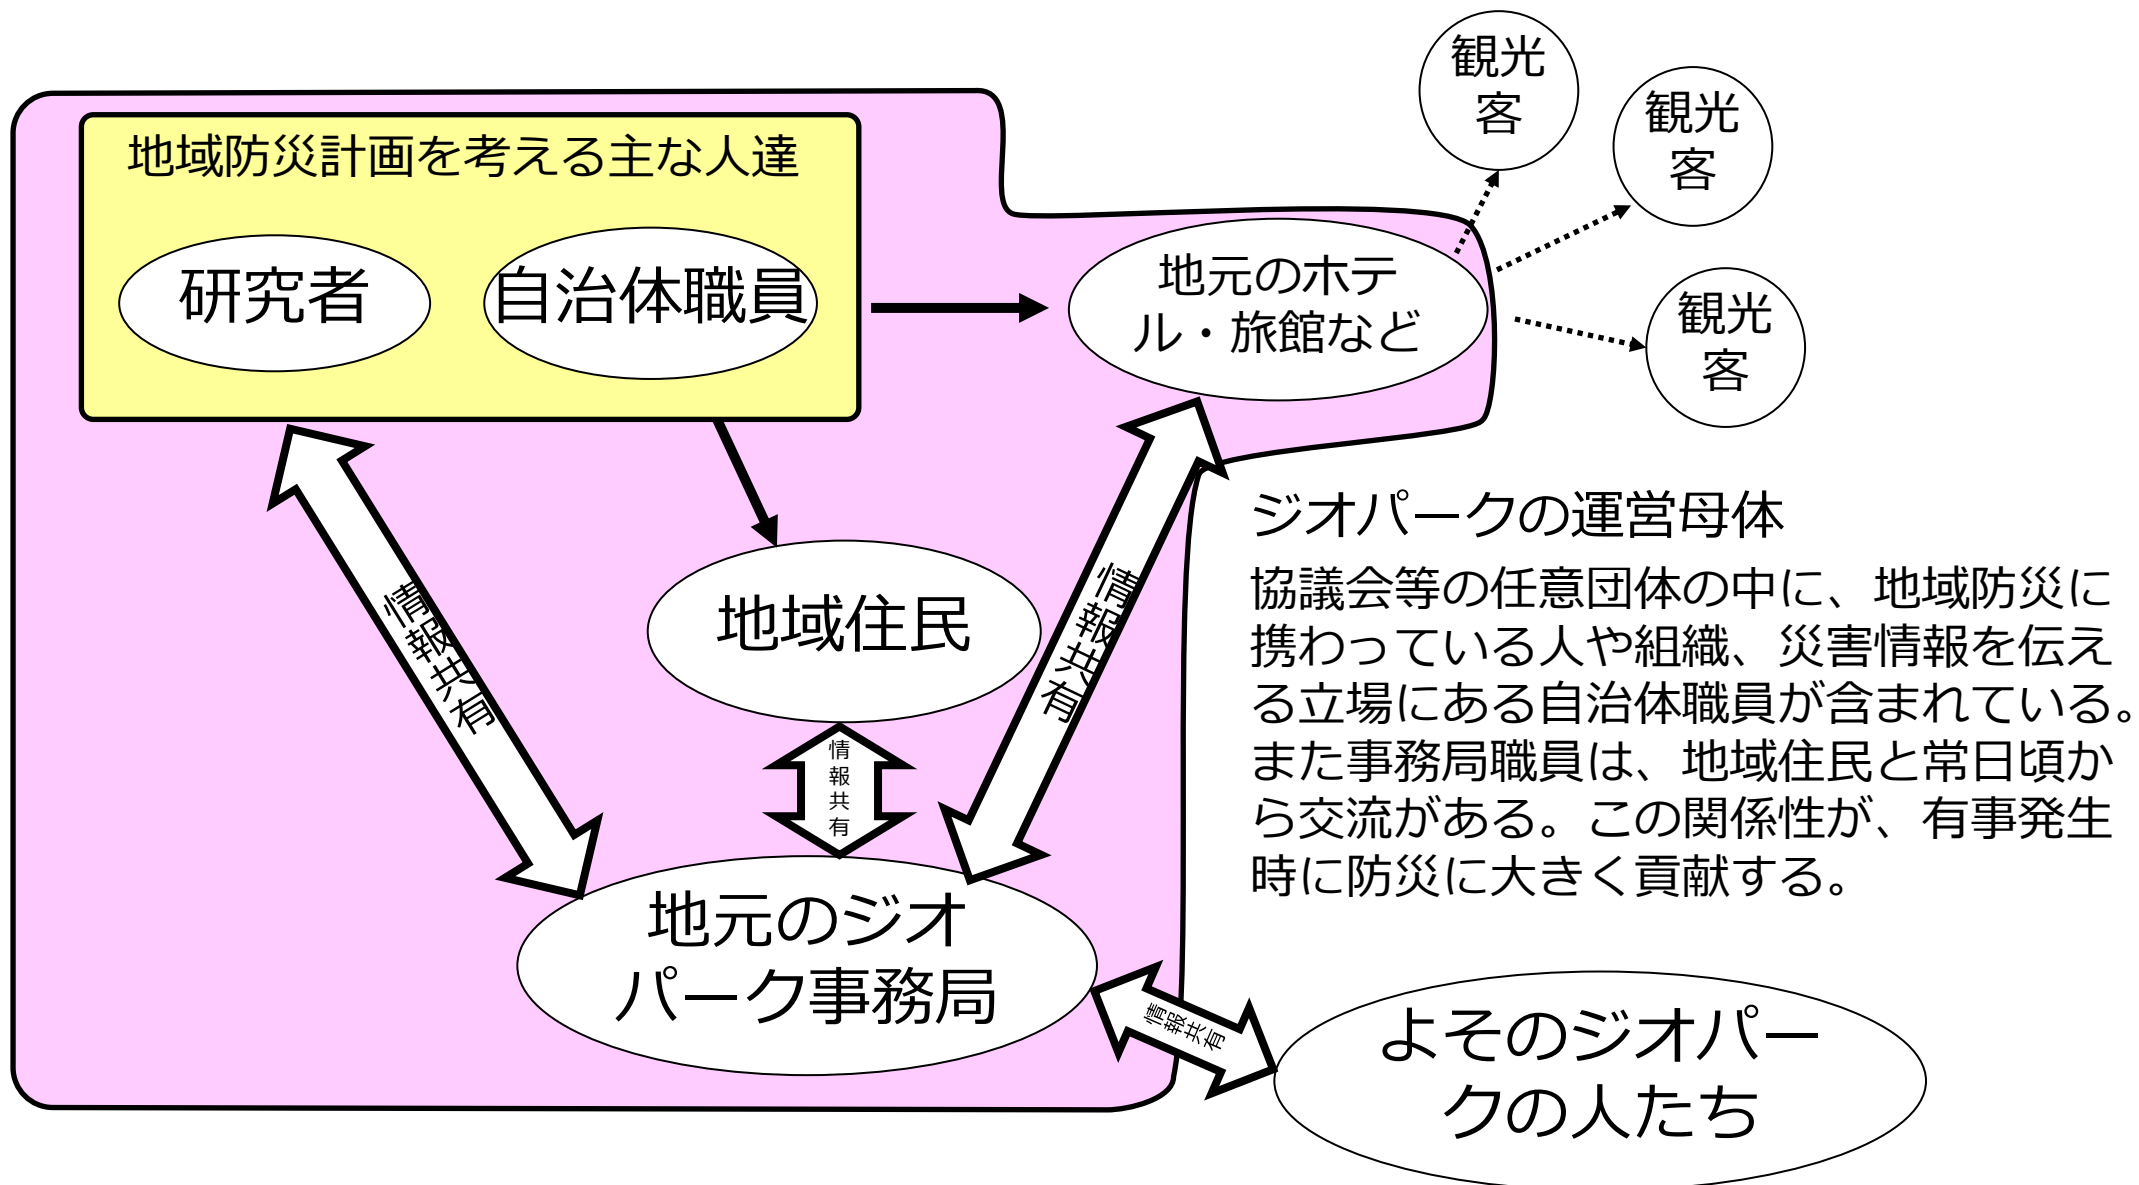 観光
客
観光
客
観光
客
地域防災計画を考える主な人達
研究者
自治体職員
地元のホテ
ル・旅館など
地域住民
情報共有
情報共有
情報共有
地元のジオ
パーク事務局
情報共有
よそのジオパー
クの人たち
ジオパークの運営母体
協議会等の任意団体の中に、地域防災に
携わっている人や組織、災害情報を伝え
る立場にある自治体職員が含まれている。
また事務局職員は、地域住民と常日頃か
ら交流がある。この関係性が、有事発生
時に防災に大きく貢献する。